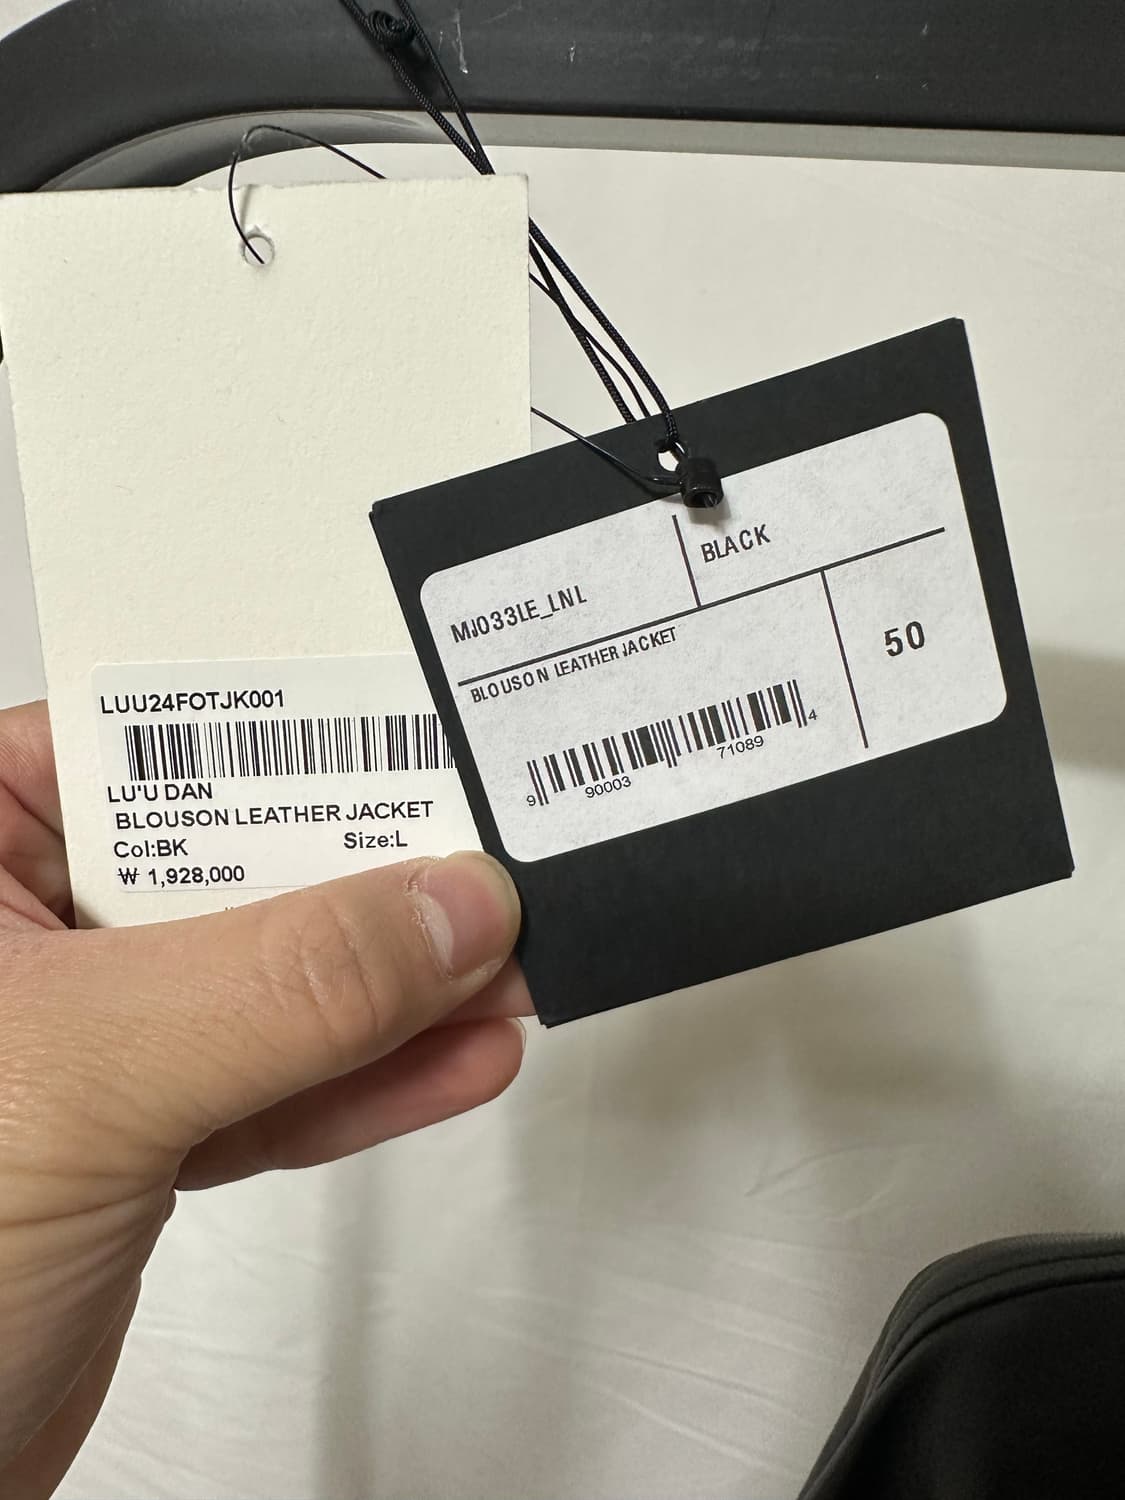 LUU24FOTJK001
LU'U DAN
BLOUSON LEATHER JACKET
Col:BK Size:L
₩ 1,928,000
MJ033LE_LNL
BLACK
BLOUSON LEATHER JACKET
50
9 90003 71089 4